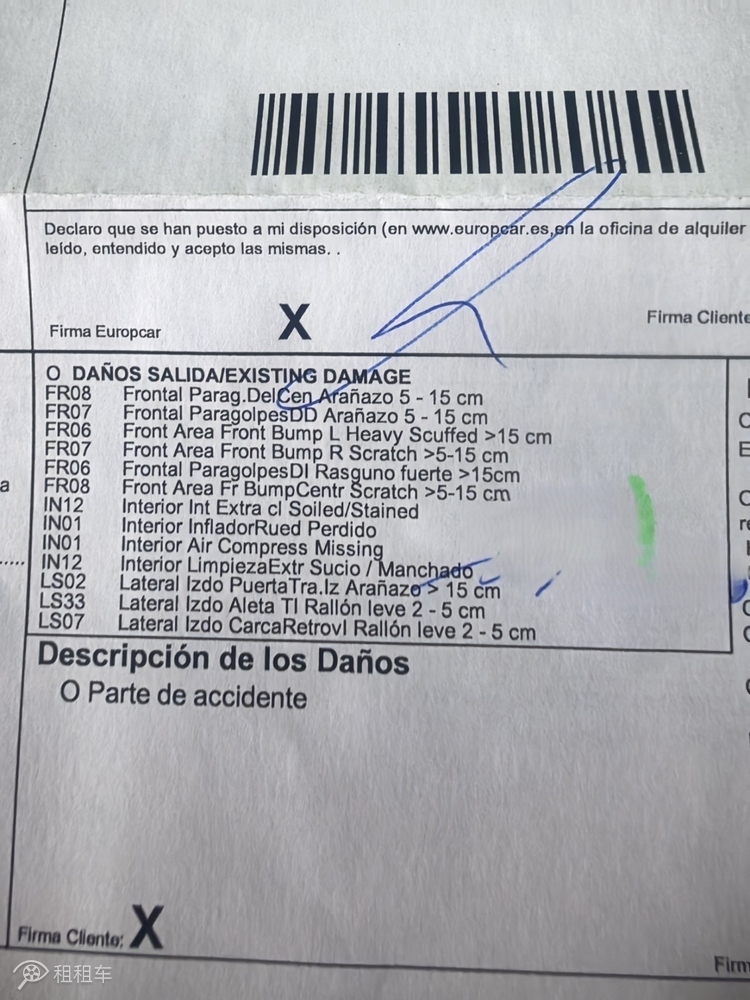 Declaro que se han puesto a mi disposición (en www.europcar.es,en la oficina de alquiler
leído, entendido y acepto las mismas. .
Firma Europcar X Firma Cliente
O DAÑOS SALIDA/EXISTING DAMAGE
FR08 Frontal Parag.DelCen Arañazo 5 - 15 cm
FR07 Frontal ParagolpesDD Arañazo 5 - 15 cm
FR06 Front Area Front Bump L Heavy Scuffed >15 cm
FR07 Front Area Front Bump R Scratch >5-15 cm
FR06 Frontal ParagolpesDI Rasguno fuerte >15cm
FR08 Front Area Fr BumpCentr Scratch >5-15 cm
IN12 Interior Int Extra cl Soiled/Stained
IN01 Interior InfladorRued Perdido
IN01 Interior Air Compress Missing
IN12 Interior LimpiezaExtr Sucio / Manchado
LS02 Lateral Izdo PuertaTra.Iz Arañazo > 15 cm
LS33 Lateral Izdo Aleta TI Rallón leve 2 - 5 cm
LS07 Lateral Izdo CarcaRetrovI Rallón leve 2 - 5 cm
Descripción de los Daños
O Parte de accidente
Firma Cliente: X
Firm
租租车